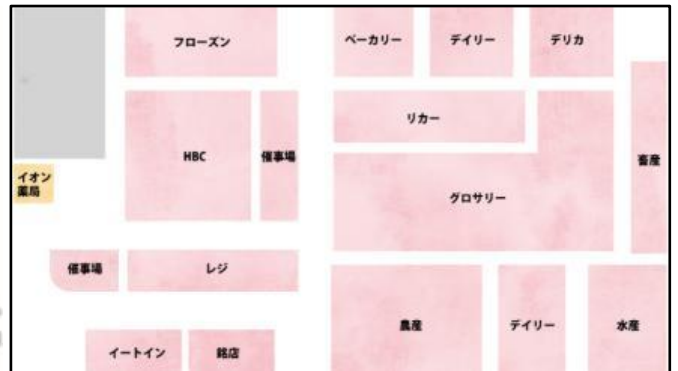 フローズン
ベーカリー
デイリー
デリカ
リカー
HBC
催事場
畜産
イオン
薬局
グロサリー
催事場
レジ
農産
デイリー
水産
イートイン
銘店